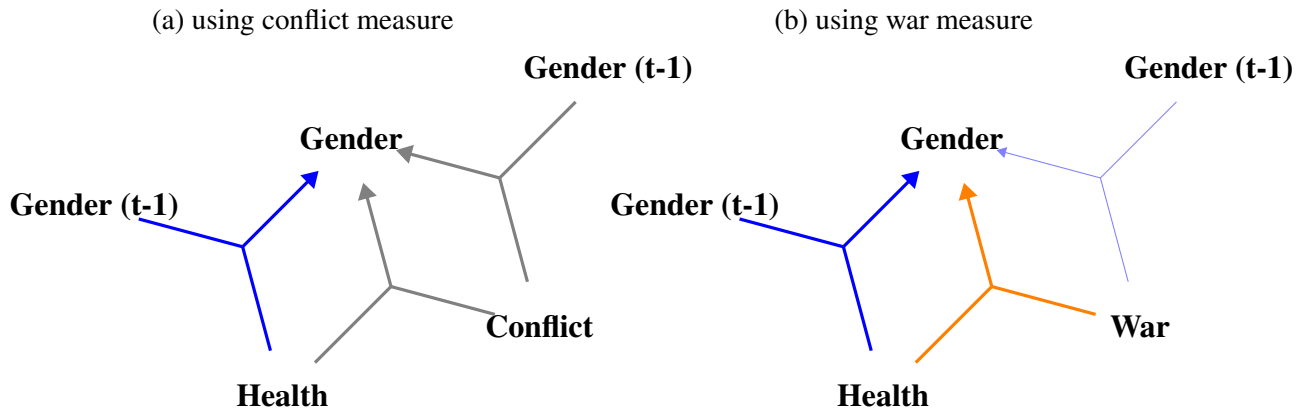 (a) using conflict measure
Gender (t-1)
Gender
Gender (t-1)
Conflict
Health
(b) using war measure
Gender (t-1)
Gender
Gender (t-1)
War
Health